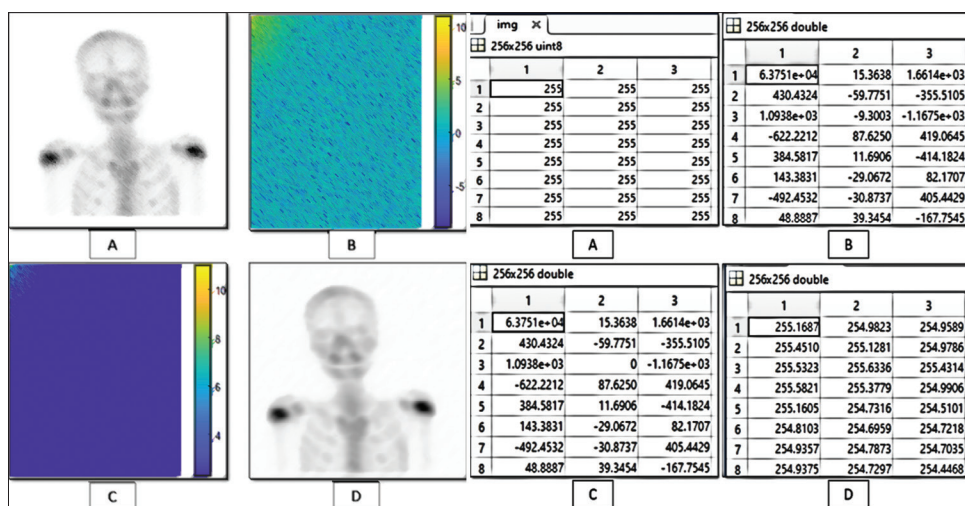 10
5
0
-5
A
B
10
8
6
4
C
D
img ×
256x256 uint8
1 2 3
1 255 255 255
2 255 255 255
3 255 255 255
4 255 255 255
5 255 255 255
6 255 255 255
7 255 255 255
8 255 255 255
A
256x256 double
1 2 3
1 6.3751e+04 15.3638 1.6614e+03
2 430.4324 -59.7751 -355.5105
3 1.0938e+03 -9.3003 -1.1675e+03
4 -622.2212 87.6250 419.0645
5 384.5817 11.6906 -414.1824
6 143.3831 -29.0672 82.1707
7 -492.4532 -30.8737 405.4429
8 48.8887 39.3454 -167.7545
B
256x256 double
1 2 3
1 6.3751e+04 15.3638 1.6614e+03
2 430.4324 -59.7751 -355.5105
3 1.0938e+03 0 -1.1675e+03
4 -622.2212 87.6250 419.0645
5 384.5817 11.6906 -414.1824
6 143.3831 -29.0672 82.1707
7 -492.4532 -30.8737 405.4429
8 48.8887 39.3454 -167.7545
C
256x256 double
1 2 3
1 255.1687 254.9823 254.9589
2 255.4510 255.1281 254.9786
3 255.5323 255.6336 255.4314
4 255.5821 255.3779 254.9906
5 255.1605 254.7316 254.5101
6 254.8103 254.6959 254.7218
7 254.9357 254.7873 254.7035
8 254.9375 254.7297 254.4468
D